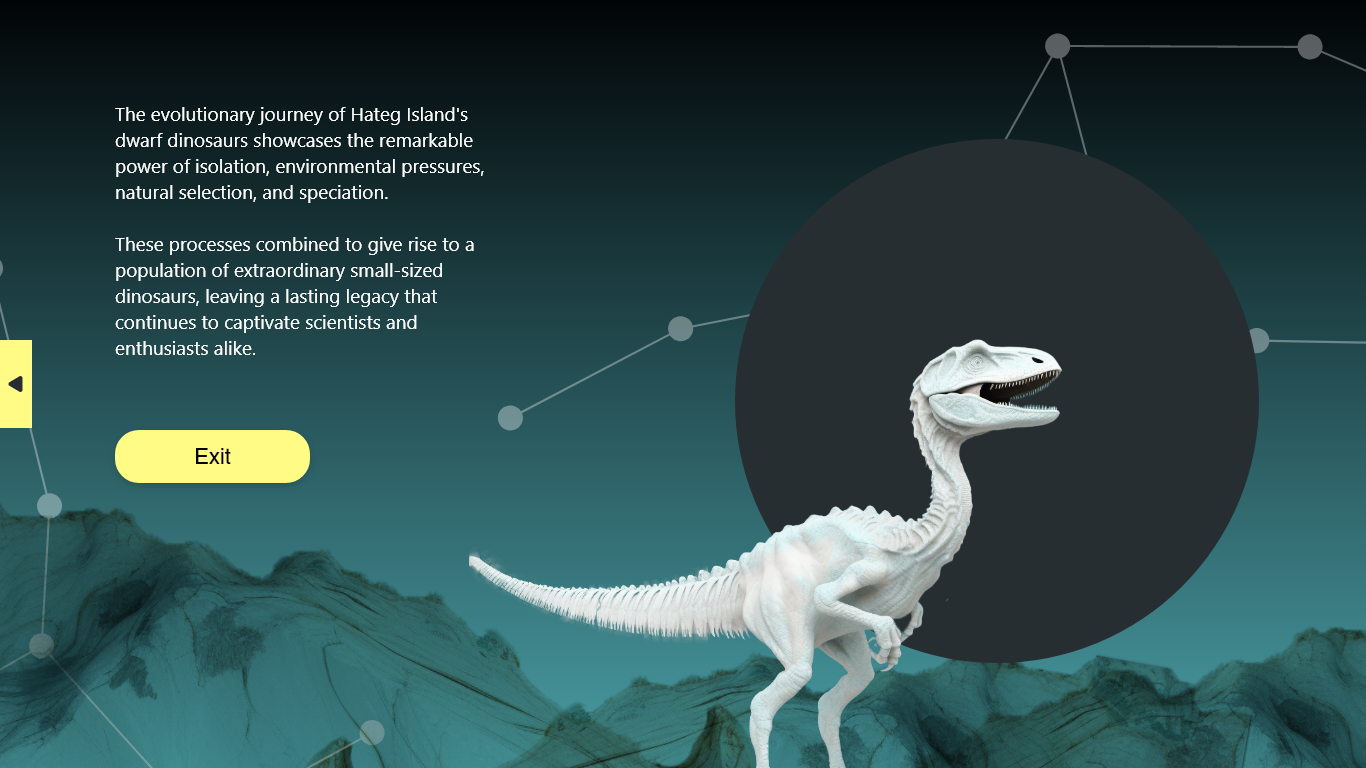 The evolutionary journey of Hateg Island's
dwarf dinosaurs showcases the remarkable
power of isolation, environmental pressures,
natural selection, and speciation.
These processes combined to give rise to a
population of extraordinary small-sized
dinosaurs, leaving a lasting legacy that
continues to captivate scientists and
enthusiasts alike.
Exit